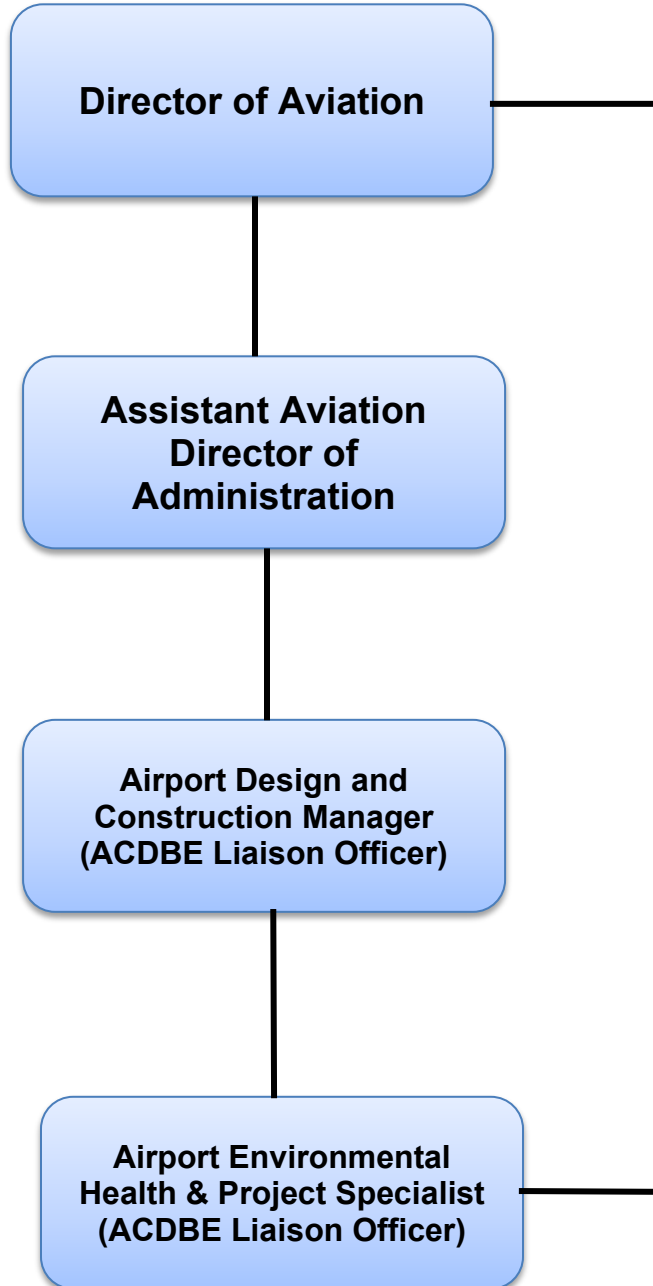 Director of Aviation
Assistant Aviation
Director of
Administration
Airport Design and
Construction Manager
(ACDBE Liaison Officer)
Airport Environmental
Health & Project Specialist
(ACDBE Liaison Officer)